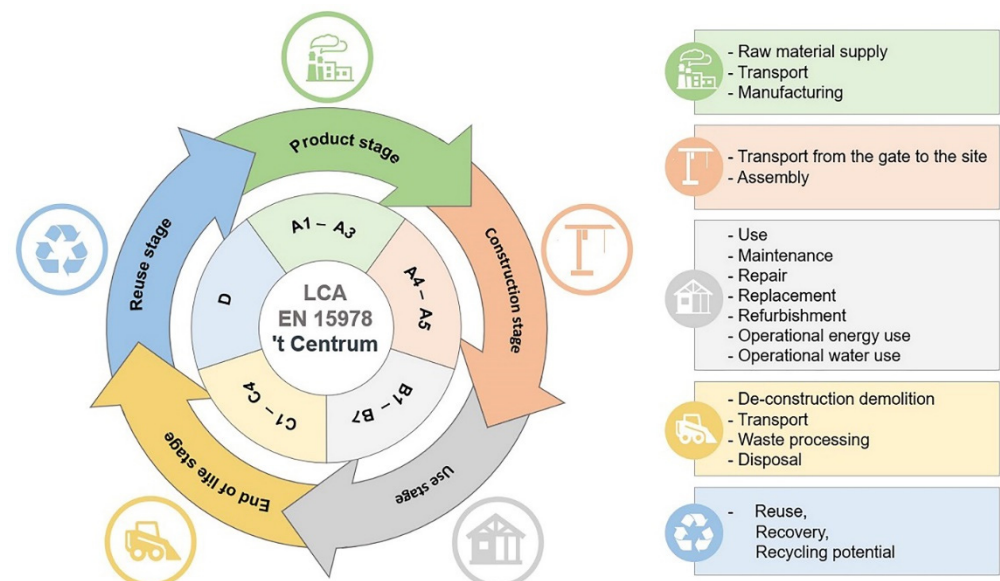 Product stage
Construction stage
Use stage
End of life stage
Reuse stage
A1 – A3
A4 – A5
B1 – B7
C1 – C4
D
LCA
EN 15978
't Centrum
- Raw material supply
- Transport
- Manufacturing
- Transport from the gate to the site
- Assembly
- Use
- Maintenance
- Repair
- Replacement
- Refurbishment
- Operational energy use
- Operational water use
- De-construction demolition
- Transport
- Waste processing
- Disposal
- Reuse,
Recovery,
Recycling potential